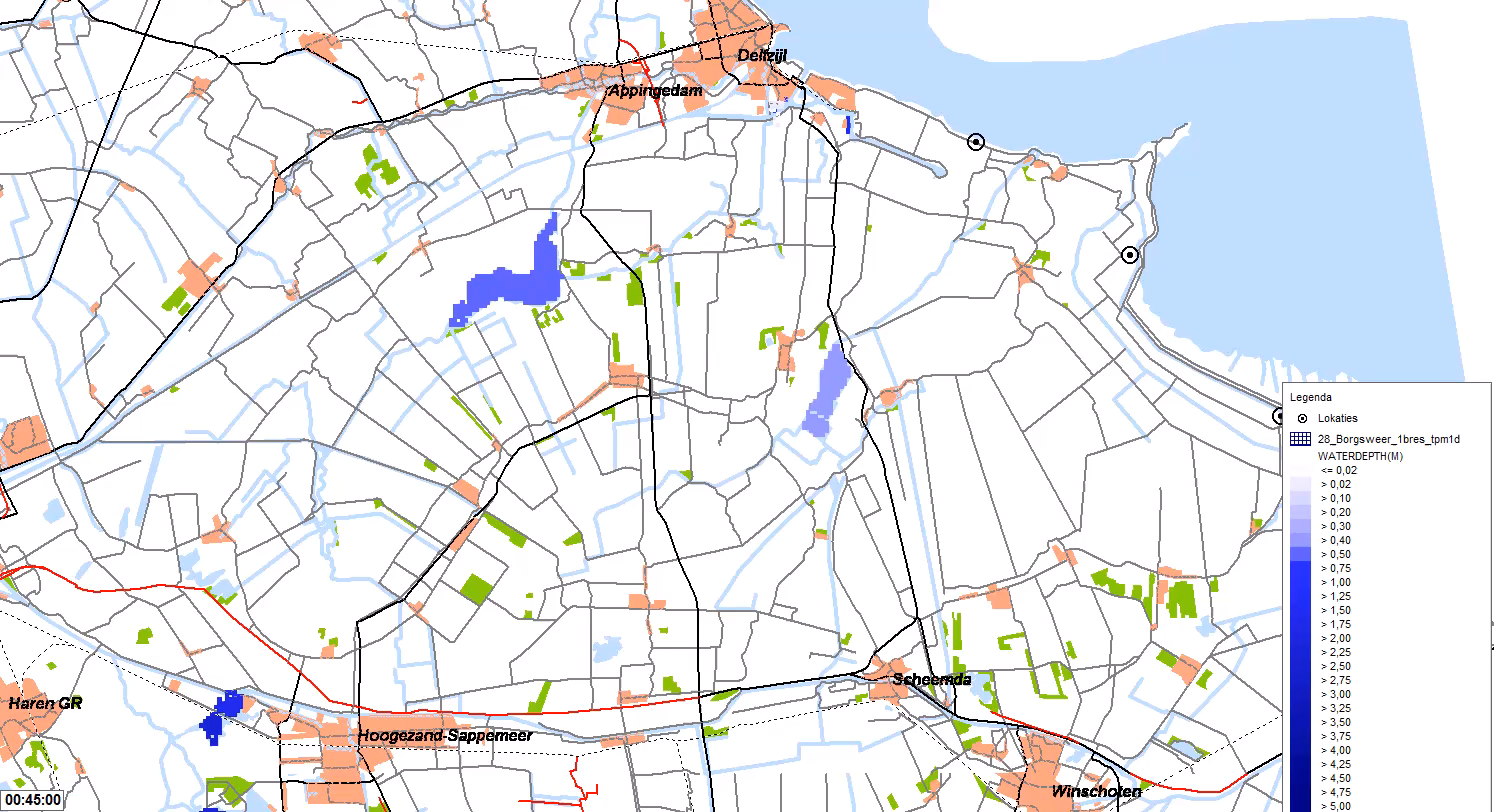 Delfzijl
Appingedam
Haren GR
Scheemda
Hoogezand-Sappemeer
Winschoten
00:45:00
Legenda
Lokaties
28_Borgsweer_1bres_tpm1d
WATERDEPTH(M)
<= 0,02
> 0,02
> 0,10
> 0,20
> 0,30
> 0,40
> 0,50
> 0,75
> 1,00
> 1,25
> 1,50
> 1,75
> 2,00
> 2,25
> 2,50
> 2,75
> 3,00
> 3,25
> 3,50
> 3,75
> 4,00
> 4,25
> 4,50
> 4,75
> 5,00